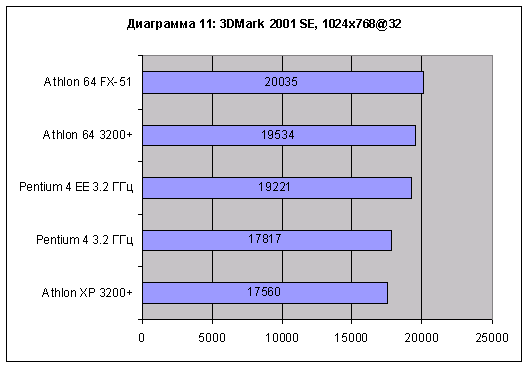 Диаграмма 11: 3DMark 2001 SE, 1024x768@32
Athlon 64 FX-51
20035
Athlon 64 3200+
19534
Pentium 4 EE 3.2 ГГц
19221
Pentium 4 3.2 ГГц
17817
Athlon XP 3200+
17560
0 5000 10000 15000 20000 25000